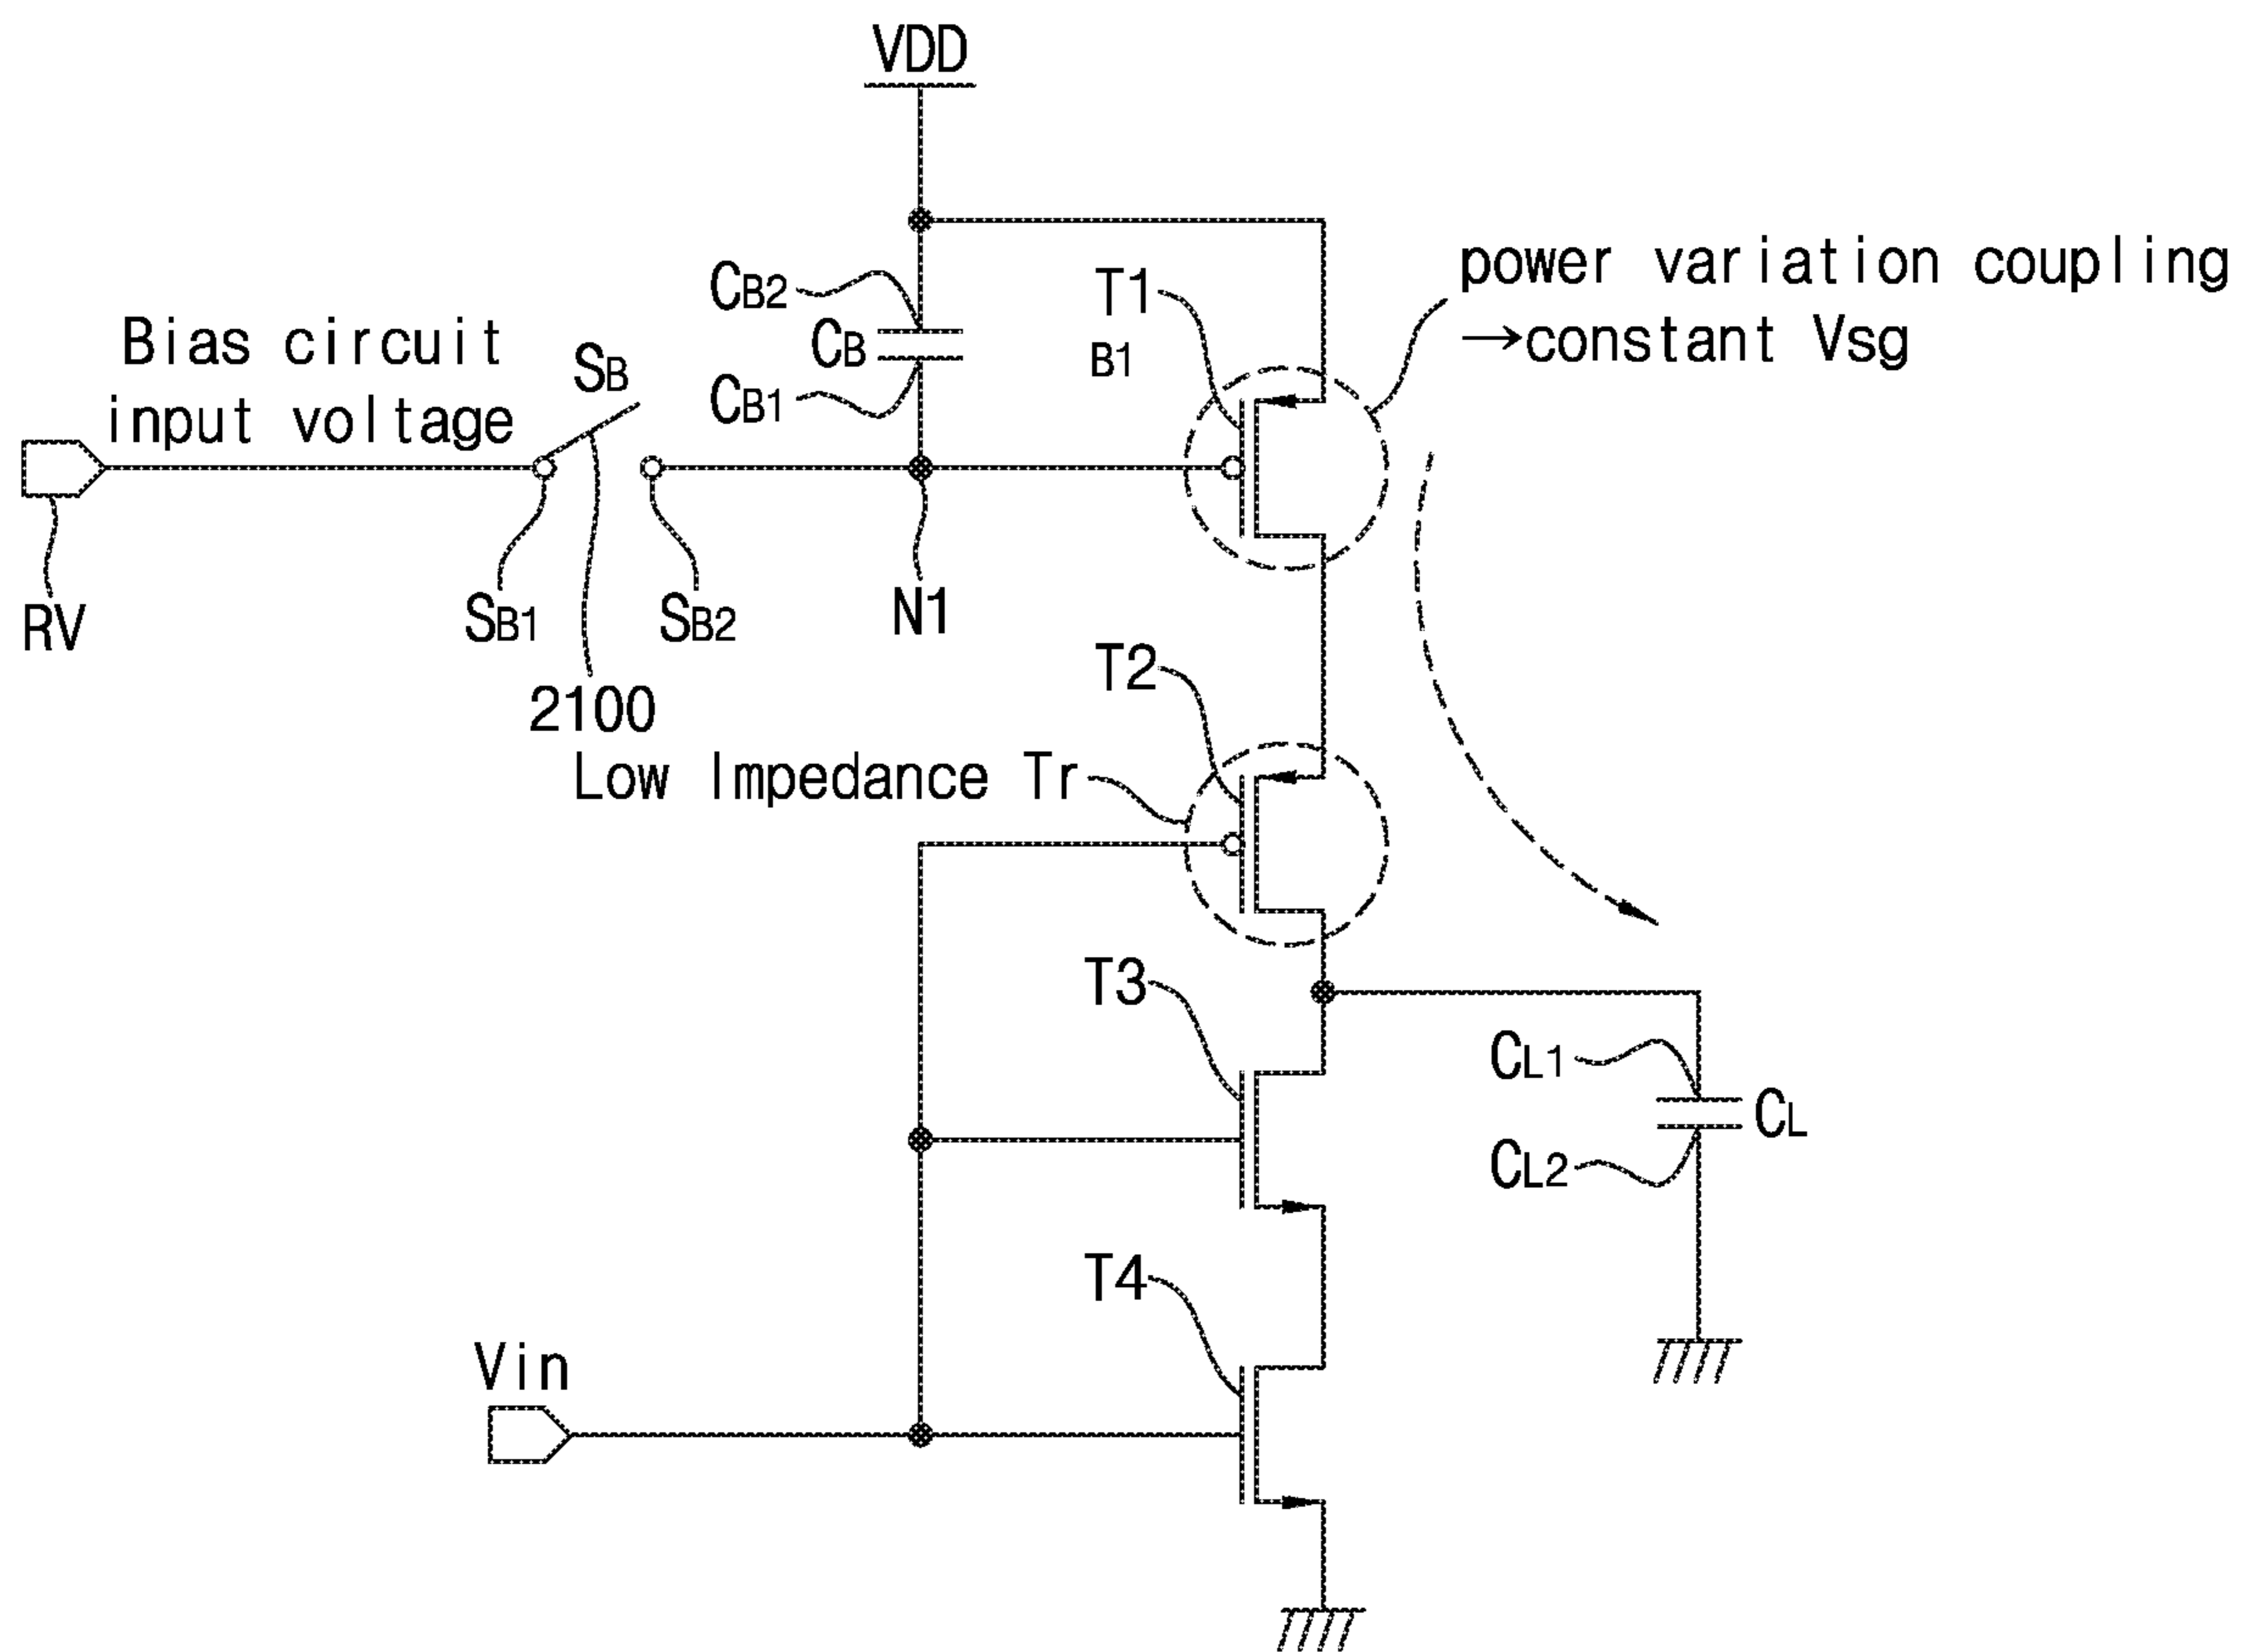 VDD
CB2
T1
power variation coupling
Bias circuit
SB
CB
B1
→constant Vsg
input voltage
CB1
RV
SB1
SB2
N1
2100
T2
Low Impedance Tr
T3
CL1
CL
CL2
T4
Vin